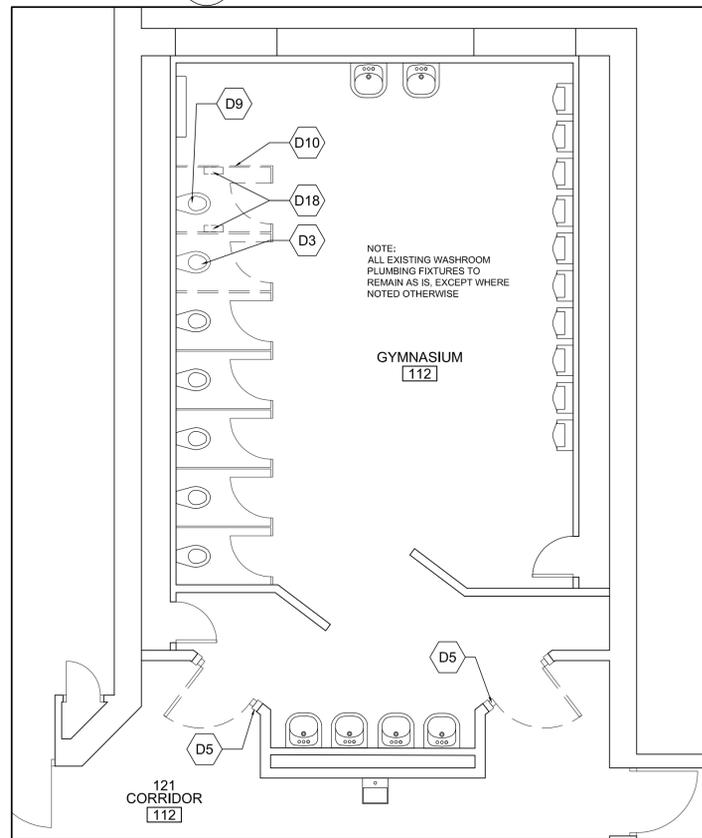 D9
D10
D18
D3
NOTE:
ALL EXISTING WASHROOM
PLUMBING FIXTURES TO
REMAIN AS IS, EXCEPT WHERE
NOTED OTHERWISE
GYMNASIUM
112
D5
D5
121
CORRIDOR
112